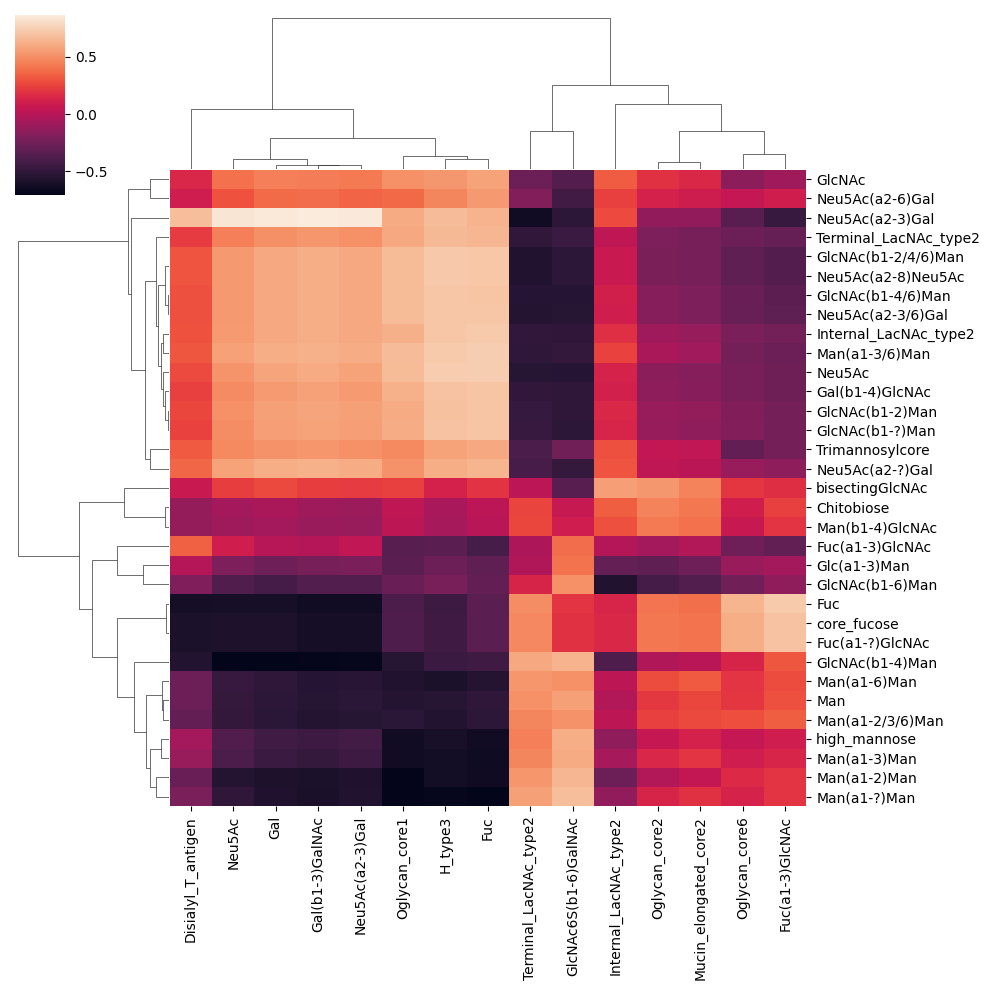 0.5
0.0
−0.5
GlcNAc
Neu5Ac(a2-6)Gal
Neu5Ac(a2-3)Gal
Terminal_LacNAc_type2
GlcNAc(b1-2/4/6)Man
Neu5Ac(a2-8)Neu5Ac
GlcNAc(b1-4/6)Man
Neu5Ac(a2-3/6)Gal
Internal_LacNAc_type2
Man(a1-3/6)Man
Neu5Ac
Gal(b1-4)GlcNAc
GlcNAc(b1-2)Man
GlcNAc(b1-?)Man
Trimannosylcore
Neu5Ac(a2-?)Gal
bisectingGlcNAc
Chitobiose
Man(b1-4)GlcNAc
Fuc(a1-3)GlcNAc
Glc(a1-3)Man
GlcNAc(b1-6)Man
Fuc
core_fucose
Fuc(a1-?)GlcNAc
GlcNAc(b1-4)Man
Man(a1-6)Man
Man
Man(a1-2/3/6)Man
high_mannose
Man(a1-3)Man
Man(a1-2)Man
Man(a1-?)Man
Disialyl_T_antigen
Neu5Ac
Gal
Gal(b1-3)GalNAc
Neu5Ac(a2-3)Gal
Oglycan_core1
H_type3
Fuc
Terminal_LacNAc_type2
GlcNAc6S(b1-6)GalNAc
Internal_LacNAc_type2
Oglycan_core2
Mucin_elongated_core2
Oglycan_core6
Fuc(a1-3)GlcNAc